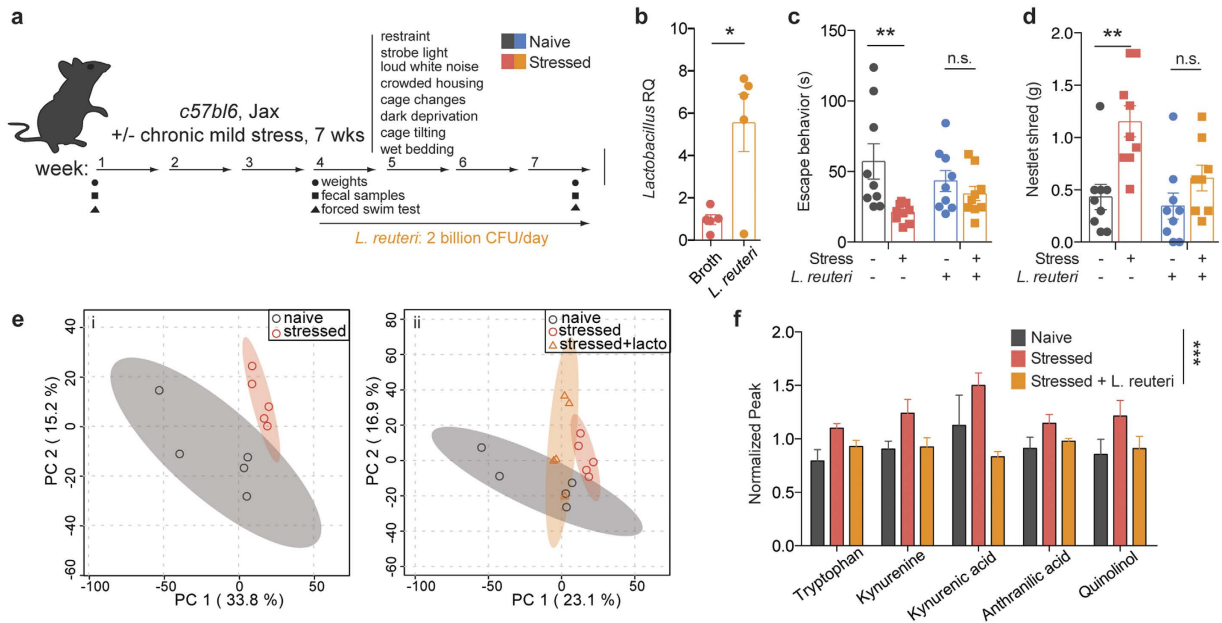 a
c57bl6, Jax
+/- chronic mild stress, 7 wks
restraint
strobe light
loud white noise
crowded housing
cage changes
dark deprivation
cage tilting
wet bedding
Naive
Stressed
week: 1 2 3 4 5 6 7
weights
fecal samples
forced swim test
L. reuteri: 2 billion CFU/day
b
*
Lactobacillus RQ
10
8
6
4
2
0
Broth
L. reuteri
c
**
n.s.
Escape behavior (s)
150
100
50
0
Stress - + - +
L. reuteri - - + +
d
**
n.s.
Nestlet shred (g)
2.0
1.5
1.0
0.5
0.0
Stress - + - +
L. reuteri - - + +
e
i
naive
stressed
PC 2 ( 15.2 %)
40
20
0
-20
-40
-60
-100 -50 0 50
PC 1 ( 33.8 %)
ii
naive
stressed
stressed+lacto
PC 2 ( 16.9 %)
80
60
40
20
0
-20
-40
-60
-100 -50 0 50
PC 1 ( 23.1 %)
f
Naive
Stressed
Stressed + L. reuteri
***
Normalized Peak
2.0
1.5
1.0
0.5
0.0
Tryptophan
Kynurenine
Kynurenic acid
Anthranilic acid
Quinolinol